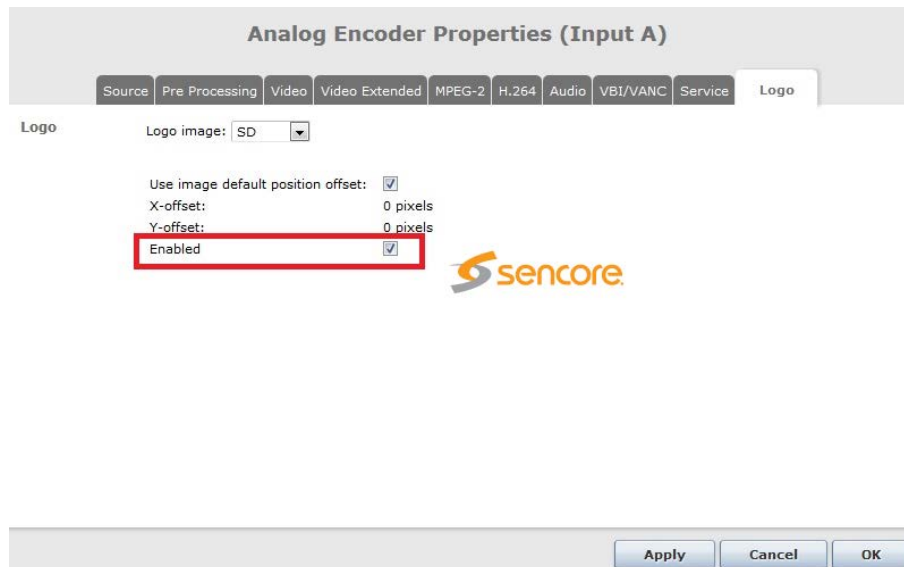 Analog Encoder Properties (Input A)
Source Pre Processing Video Video Extended MPEG-2 H.264 Audio VBI/VANC Service Logo
Logo
Logo image: SD
Use image default position offset:
X-offset: 0 pixels
Y-offset: 0 pixels
Enabled
sencore
Apply Cancel OK